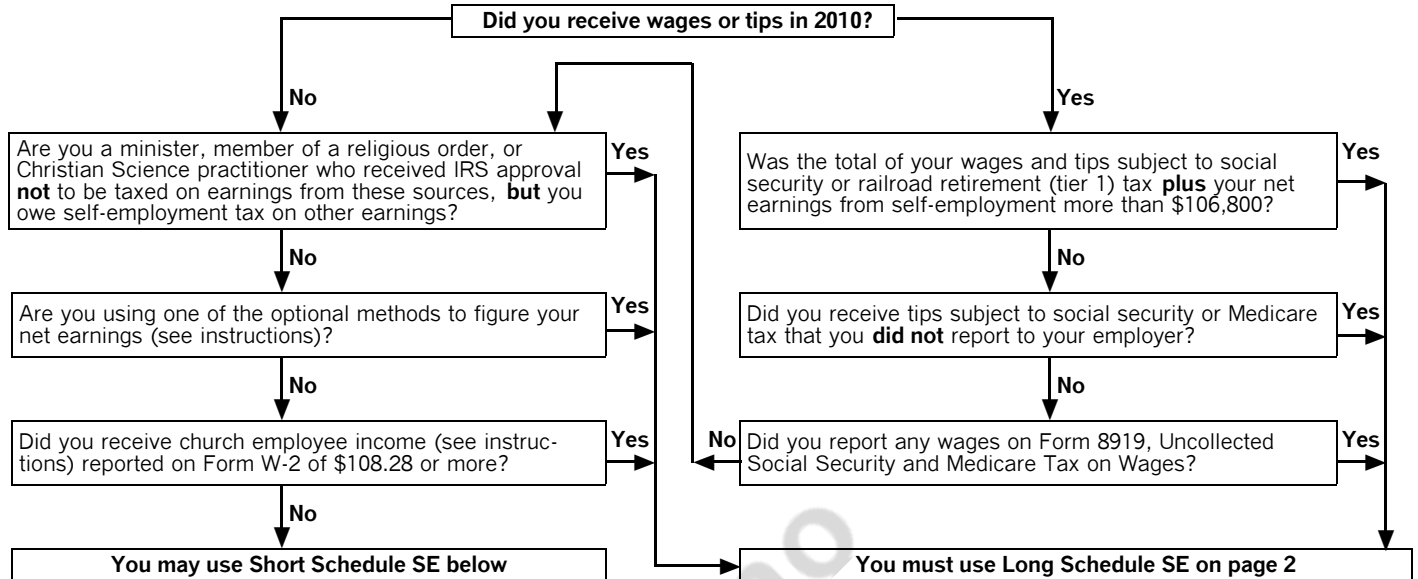 Did you receive wages or tips in 2010?
No
Yes
Are you a minister, member of a religious order, or
Christian Science practitioner who received IRS approval
not to be taxed on earnings from these sources, but you
owe self-employment tax on other earnings?
Yes
Was the total of your wages and tips subject to social
security or railroad retirement (tier 1) tax plus your net
earnings from self-employment more than $106,800?
Yes
No
No
Are you using one of the optional methods to figure your
net earnings (see instructions)?
Yes
Did you receive tips subject to social security or Medicare
tax that you did not report to your employer?
Yes
No
No
Did you receive church employee income (see instruc-
tions) reported on Form W-2 of $108.28 or more?
Yes
No
Did you report any wages on Form 8919, Uncollected
Social Security and Medicare Tax on Wages?
Yes
No
You may use Short Schedule SE below
You must use Long Schedule SE on page 2